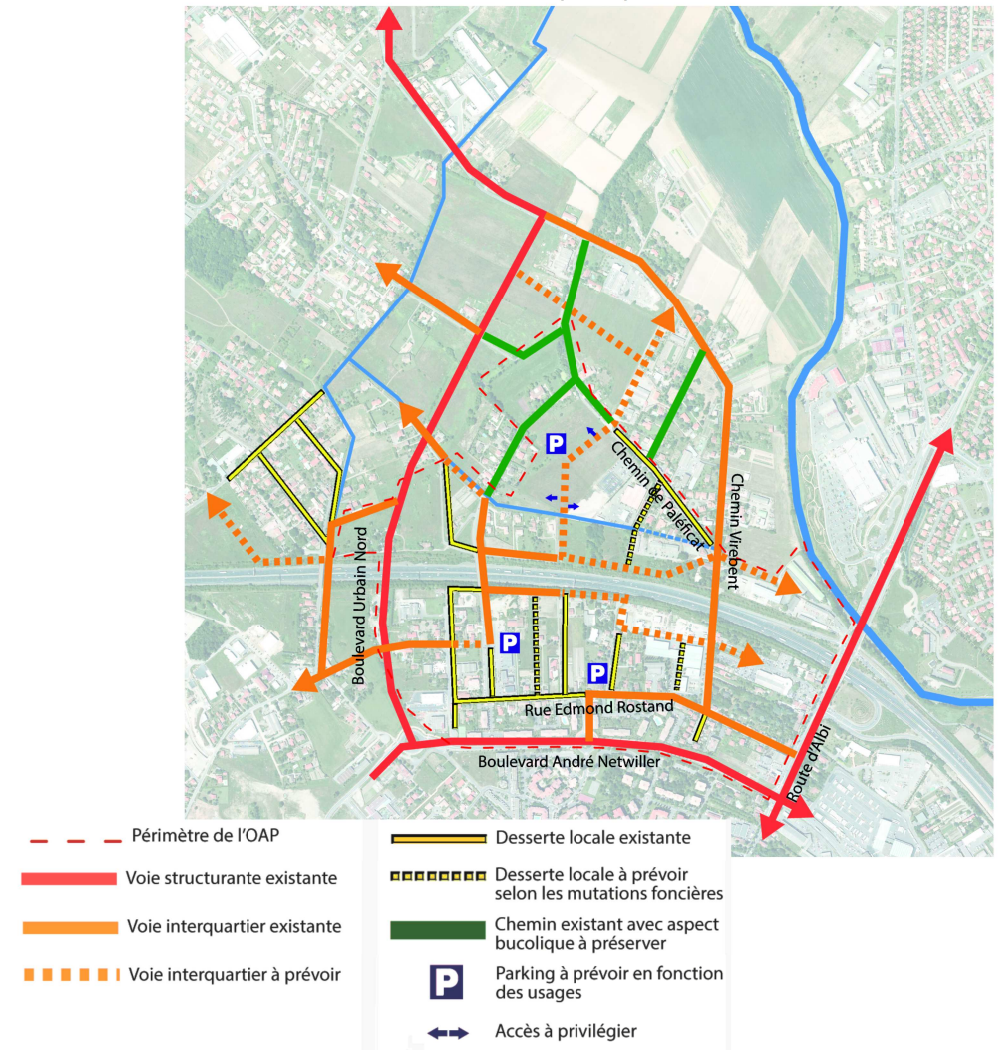 P
Chemin de Paléficat
Chemin Virebent
Boulevard Urbain Nord
P
P
Rue Edmond Rostand
Boulevard André Netwiller
Route d'Albi
Périmètre de l'OAP
Voie structurante existante
Voie interquartier existante
Voie interquartier à prévoir
Desserte locale existante
Desserte locale à prévoir
selon les mutations foncières
Chemin existant avec aspect
bucolique à préserver
P
Parking à prévoir en fonction
des usages
Accès à privilégier